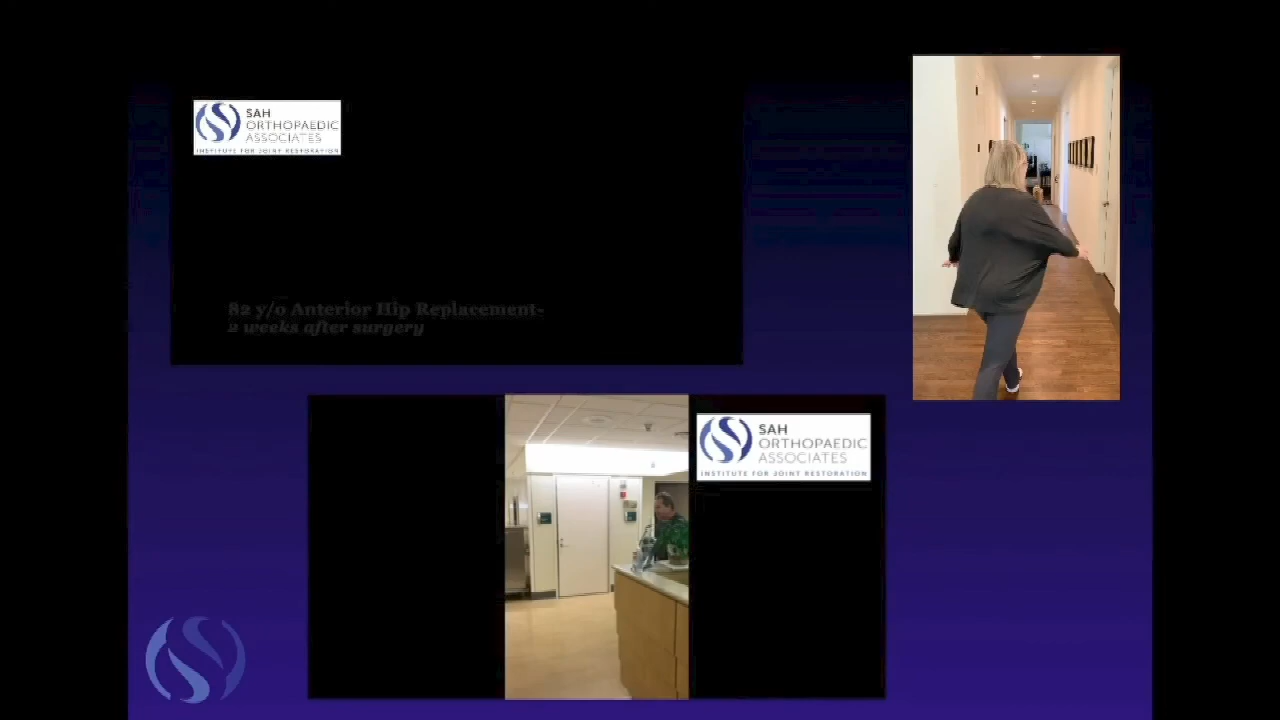 SAH
ORTHOPAEDIC
ASSOCIATES
INSTITUTE FOR JOINT RESTORATION
82 y/o Anterior Hip Replacement-
2 weeks after surgery
SAH
ORTHOPAEDIC
ASSOCIATES
INSTITUTE FOR JOINT RESTORATION